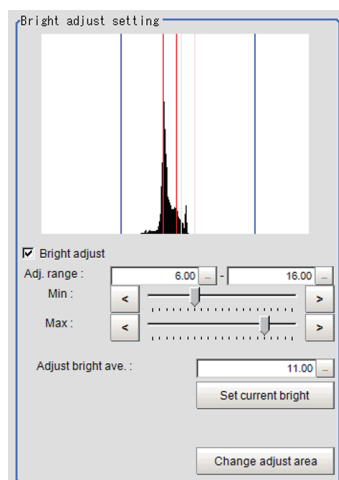 Bright adjust setting
Bright adjust
Adj. range : 6.00 ... - 16.00 ...
Min : < >
Max : < >
Adjust bright ave. : 11.00 ...
Set current bright
Change adjust area